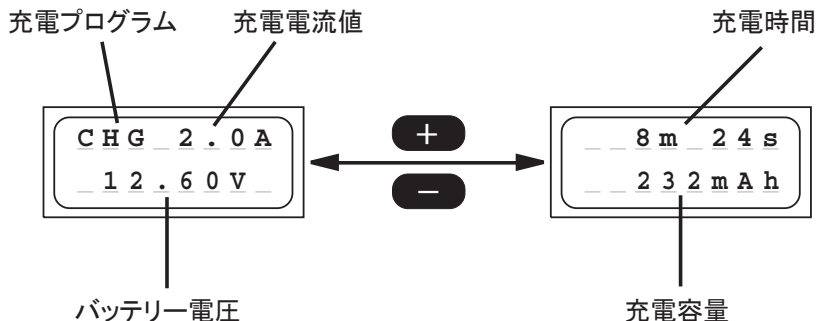 充電プログラム 充電電流値 充電時間
CHG 2.0A
12.60V
+
−
8m 24s
232mAh
バッテリー電圧 充電容量